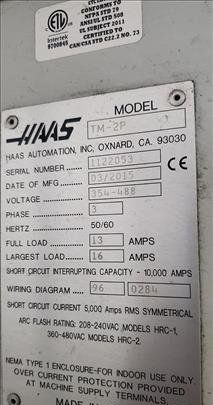 CONFORMS TO
NFPA STD 79
ANSI/UL STD 508
UL SUBJECT 2011
CERTIFIED TO
CAN/CSA STD C22.2 NO. 73
Intertek
9700845
MODEL
HAAS TM-2P
HAAS AUTOMATION, INC, OXNARD, CA. 93030
SERIAL NUMBER 1122053
DATE OF MFG 03/2015 CE
VOLTAGE 354-488
PHASE 3
HERTZ 50/60
FULL LOAD 13 AMPS
LARGEST LOAD 16 AMPS
SHORT CIRCUIT INTERRUPTING CAPACITY - 10,000 AMPS
WIRING DIAGRAM 96 0284
SHORT CIRCUIT CURRENT 5,000 Amps RMS SYMMETRICAL
ARC FLASH RATING: 208-240VAC, MODELS HRC-1,
360-480VAC MODELS HRC-2.
NEMA TYPE 1 ENCLOSURE-FOR INDOOR USE ONLY
OVER CURRENT PROTECTION PROVIDED
AT MACHINE SUPPLY TERMINALS.